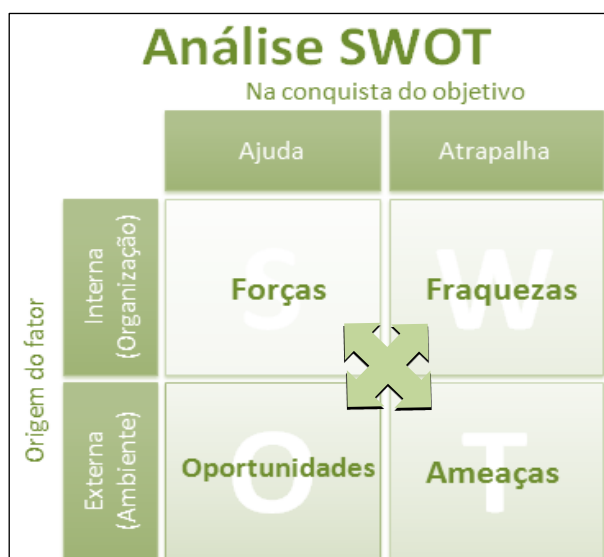 Análise SWOT
Na conquista do objetivo
Ajuda
Atrapalha
Origem do fator
Interna
(Organização)
S
Forças
W
Fraquezas
Externa
(Ambiente)
O
Oportunidades
T
Ameaças